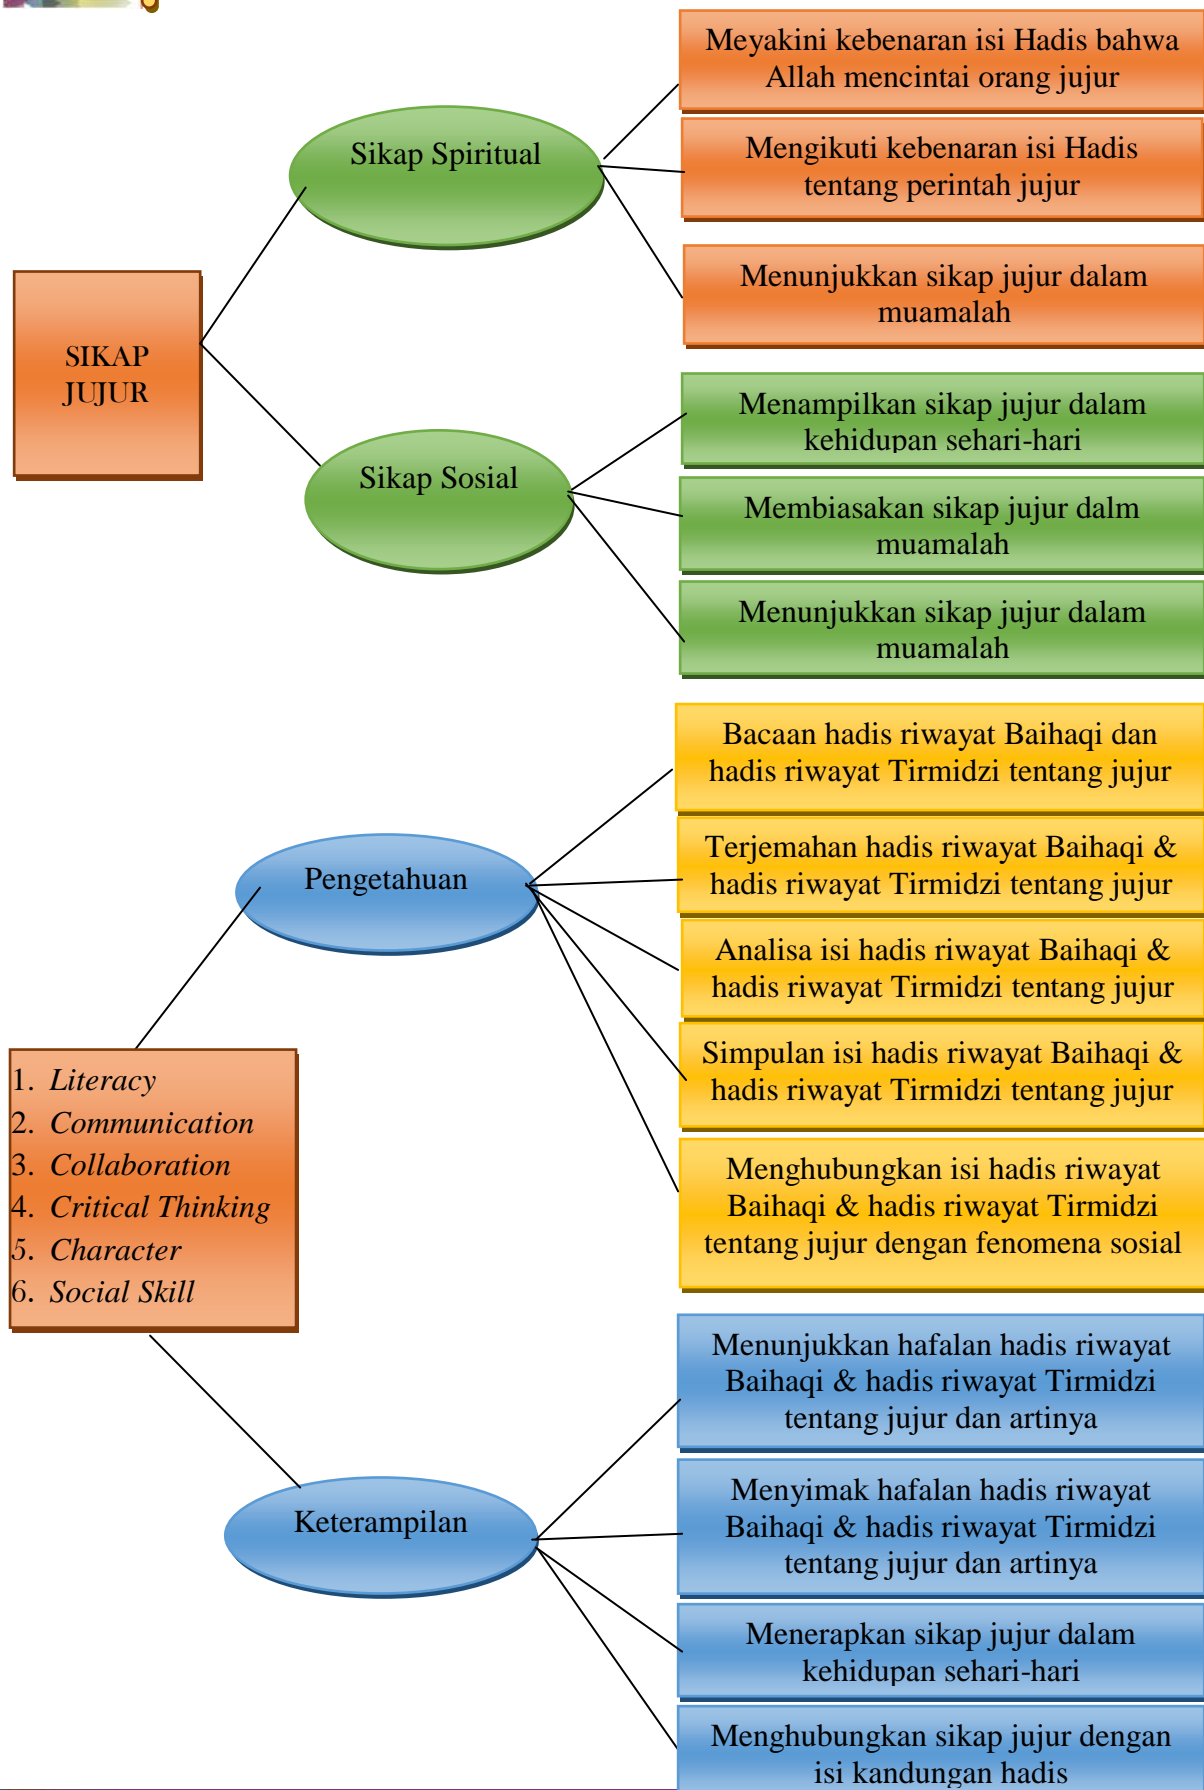 SIKAP
JUJUR
Sikap Spiritual
Meyakini kebenaran isi Hadis bahwa
Allah mencintai orang jujur
Mengikuti kebenaran isi Hadis
tentang perintah jujur
Menunjukkan sikap jujur dalam
muamalah
Sikap Sosial
Menampilkan sikap jujur dalam
kehidupan sehari-hari
Membiasakan sikap jujur dalm
muamalah
Menunjukkan sikap jujur dalam
muamalah
1. Literacy
2. Communication
3. Collaboration
4. Critical Thinking
5. Character
6. Social Skill
Pengetahuan
Bacaan hadis riwayat Baihaqi dan
hadis riwayat Tirmidzi tentang jujur
Terjemahan hadis riwayat Baihaqi &
hadis riwayat Tirmidzi tentang jujur
Analisa isi hadis riwayat Baihaqi &
hadis riwayat Tirmidzi tentang jujur
Simpulan isi hadis riwayat Baihaqi &
hadis riwayat Tirmidzi tentang jujur
Menghubungkan isi hadis riwayat
Baihaqi & hadis riwayat Tirmidzi
tentang jujur dengan fenomena sosial
Keterampilan
Menunjukkan hafalan hadis riwayat
Baihaqi & hadis riwayat Tirmidzi
tentang jujur dan artinya
Menyimak hafalan hadis riwayat
Baihaqi & hadis riwayat Tirmidzi
tentang jujur dan artinya
Menerapkan sikap jujur dalam
kehidupan sehari-hari
Menghubungkan sikap jujur dengan
isi kandungan hadis